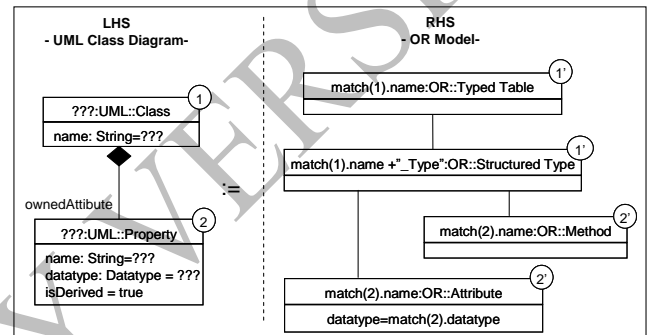 LHS
- UML Class Diagram-
1
???:UML::Class
name: String=???
ownedAttibute
2
???:UML::Property
name: String=???
datatype: Datatype = ???
isDerived = true
:=
RHS
- OR Model-
1'
match(1).name:OR::Typed Table
1'
match(1).name +"_Type":OR::Structured Type
2'
match(2).name:OR::Method
2'
match(2).name:OR::Attribute
datatype=match(2).datatype